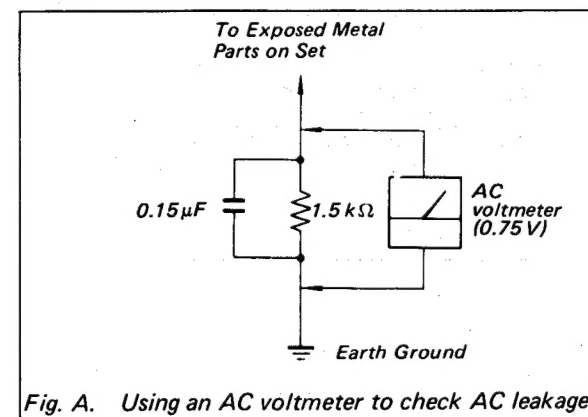 To Exposed Metal
Parts on Set
0.15µF
1.5 kΩ
AC
voltmeter
(0.75 V)
Earth Ground
Fig. A. Using an AC voltmeter to check AC leakage